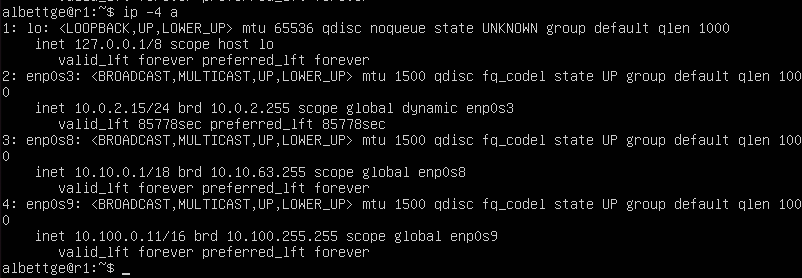 albettge@r1:~$ ip -4 a
1: lo: <LOOPBACK,UP,LOWER_UP> mtu 65536 qdisc noqueue state UNKNOWN group default qlen 1000
    inet 127.0.0.1/8 scope host lo
       valid_lft forever preferred_lft forever
2: enp0s3: <BROADCAST,MULTICAST,UP,LOWER_UP> mtu 1500 qdisc fq_codel state UP group default qlen 100
0
    inet 10.0.2.15/24 brd 10.0.2.255 scope global dynamic enp0s3
       valid_lft 85778sec preferred_lft 85778sec
3: enp0s8: <BROADCAST,MULTICAST,UP,LOWER_UP> mtu 1500 qdisc fq_codel state UP group default qlen 100
0
    inet 10.10.0.1/18 brd 10.10.63.255 scope global enp0s8
       valid_lft forever preferred_lft forever
4: enp0s9: <BROADCAST,MULTICAST,UP,LOWER_UP> mtu 1500 qdisc fq_codel state UP group default qlen 100
0
    inet 10.100.0.11/16 brd 10.100.255.255 scope global enp0s9
       valid_lft forever preferred_lft forever
albettge@r1:~$ _